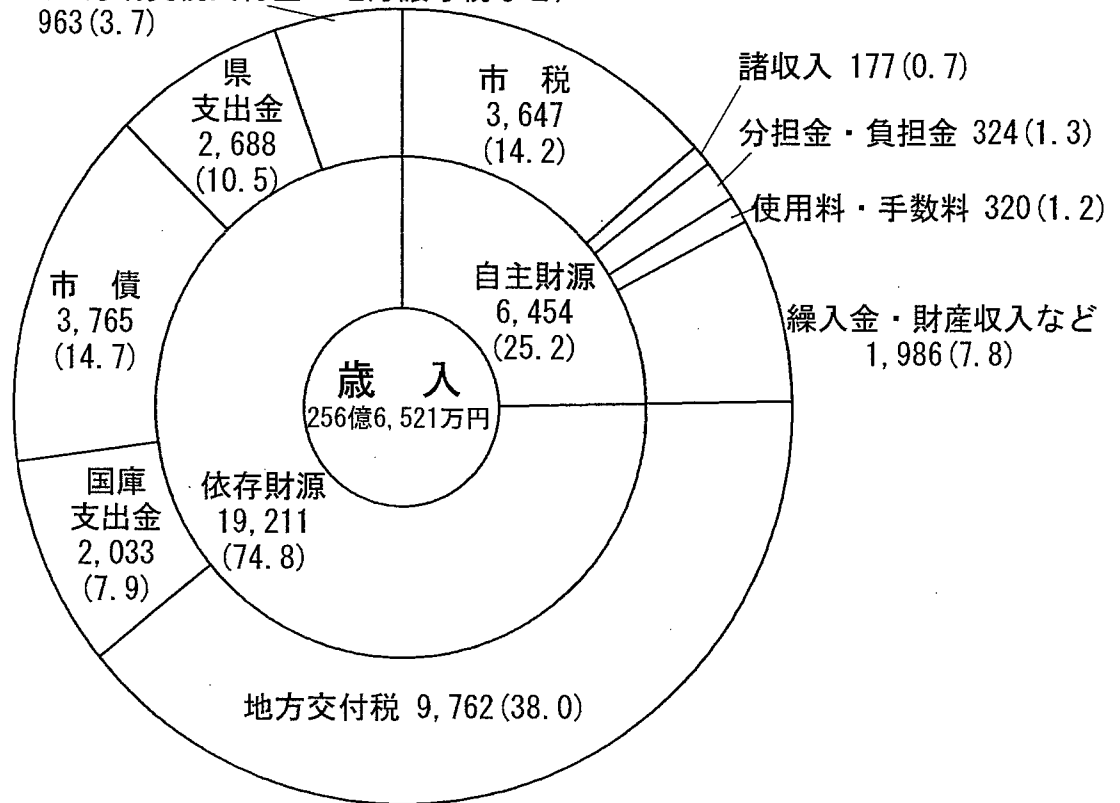 963(3.7)
県
支出金
2,688
(10.5)
市 税
3,647
(14.2)
諸収入 177(0.7)
分担金・負担金 324(1.3)
使用料・手数料 320(1.2)
繰入金・財産収入など
1,986(7.8)
自主財源
6,454
(25.2)
市 債
3,765
(14.7)
歳 入
256億6,521万円
国庫
支出金
2,033
(7.9)
依存財源
19,211
(74.8)
地方交付税 9,762(38.0)